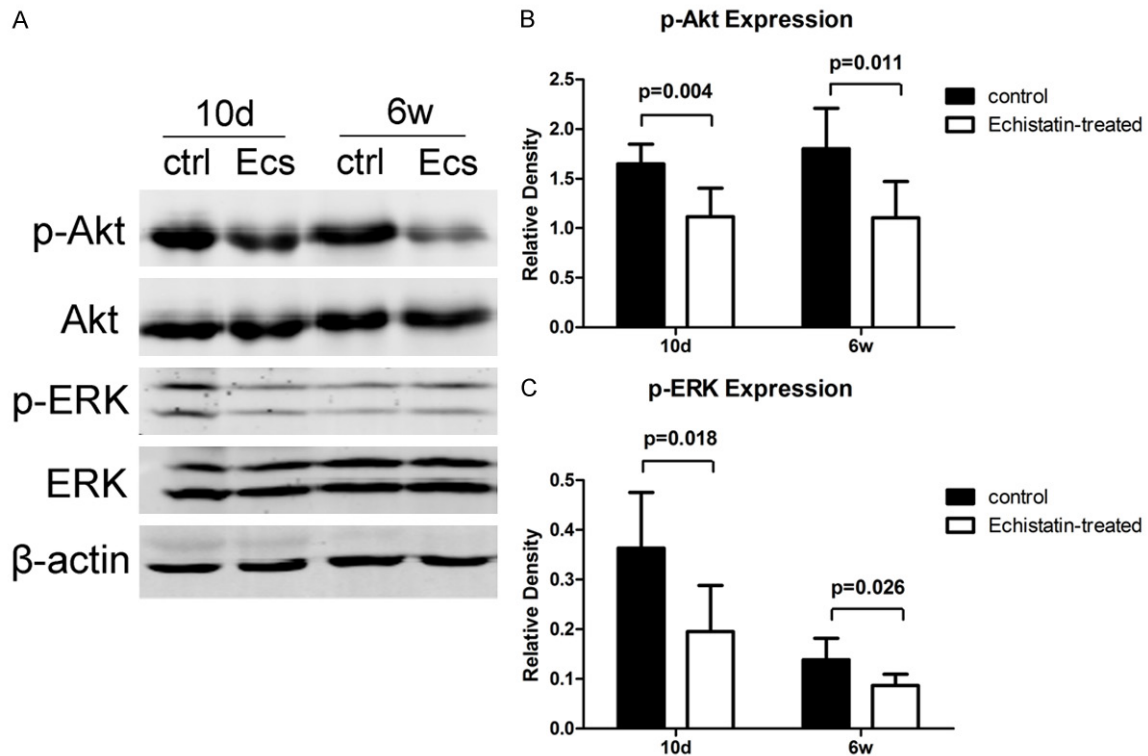 A
10d 6w
ctrl Ecs ctrl Ecs
p-Akt
Akt
p-ERK
ERK
β-actin
B
p-Akt Expression
p=0.004
p=0.011
control
Echistatin-treated
Relative Density
2.5
2.0
1.5
1.0
0.5
0.0
10d 6w
C
p-ERK Expression
p=0.018
p=0.026
control
Echistatin-treated
Relative Density
0.5
0.4
0.3
0.2
0.1
0.0
10d 6w